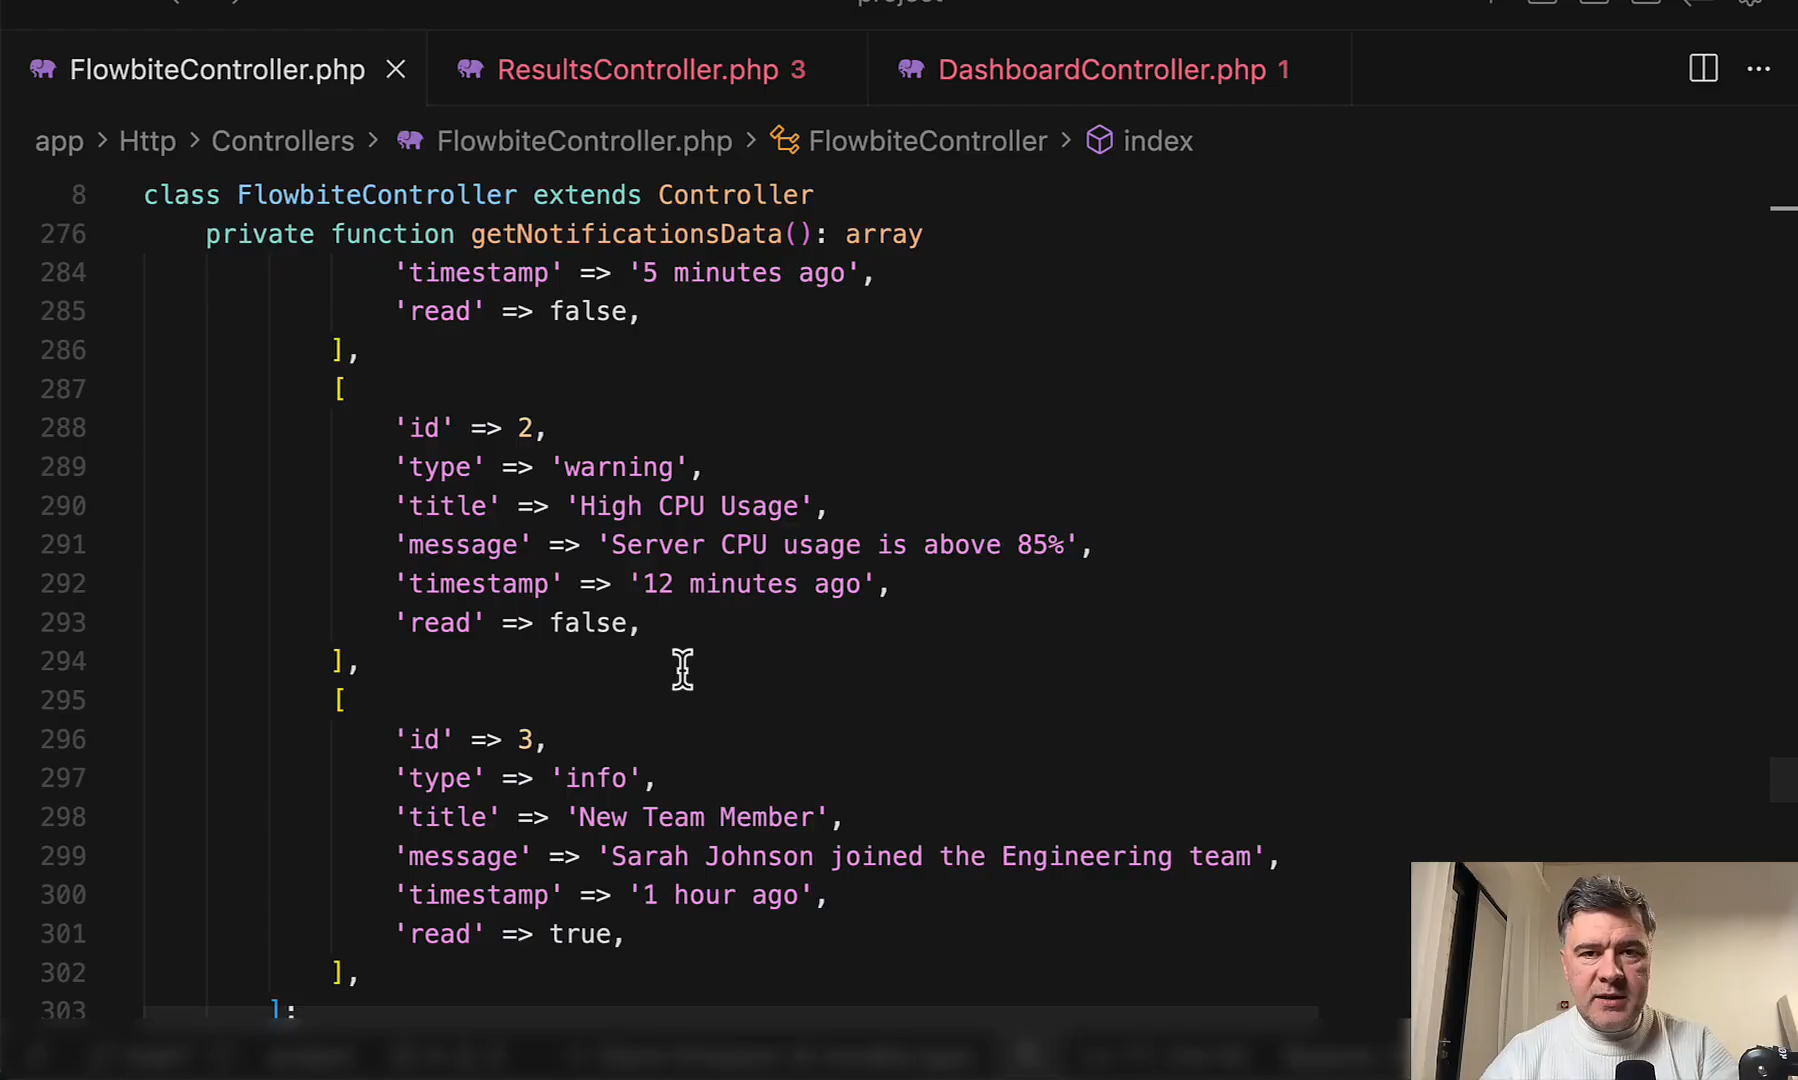 project
FlowbiteController.php
ResultsController.php 3
DashboardController.php 1
app > Http > Controllers > FlowbiteController.php > FlowbiteController > index
8 class FlowbiteController extends Controller
276 private function getNotificationsData(): array
284 'timestamp' => '5 minutes ago',
285 'read' => false,
286 ],
287 [
288 'id' => 2,
289 'type' => 'warning',
290 'title' => 'High CPU Usage',
291 'message' => 'Server CPU usage is above 85%',
292 'timestamp' => '12 minutes ago',
293 'read' => false,
294 ],
295 [
296 'id' => 3,
297 'type' => 'info',
298 'title' => 'New Team Member',
299 'message' => 'Sarah Johnson joined the Engineering team',
300 'timestamp' => '1 hour ago',
301 'read' => true,
302 ],
303 ];